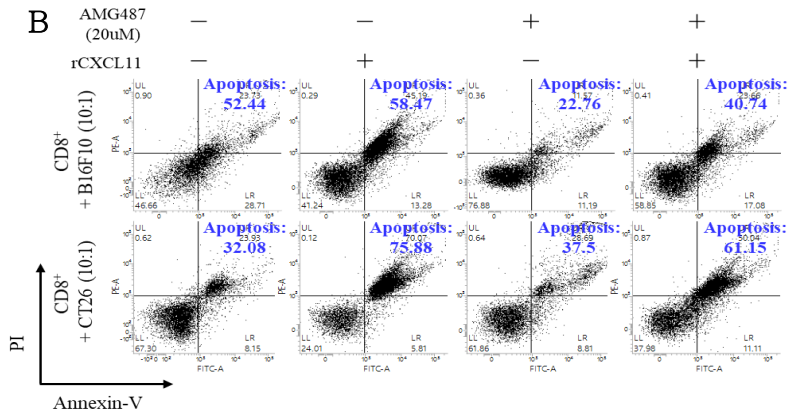 B
AMG487 (20uM) — — + +
rCXCL11 — + — +
CD8+ + B16F10 (10:1)
UL 0.90 23.73 Apoptosis: 52.44
PE-A
LL 46.66 LR 28.71
UL 0.29 45.19 Apoptosis: 58.47
LL 41.24 LR 13.28
UL 0.36 11.57 Apoptosis: 22.76
PE-A
LL 76.88 LR 11.19
UL 0.41 23.66 Apoptosis: 40.74
LL 58.85 LR 17.08
CD8+ + CT26 (10:1)
UL 0.62 23.93 Apoptosis: 32.08
PE-A
LL 67.30 LR 8.15
FITC-A
UL 0.12 70.07 Apoptosis: 75.88
LL 24.01 LR 5.81
FITC-A
UL 0.64 28.69 Apoptosis: 37.5
PE-A
LL 61.86 LR 8.81
FITC-A
UL 0.87 50.04 Apoptosis: 61.15
PE-A
LL 37.98 LR 11.11
FITC-A
PI
Annexin-V